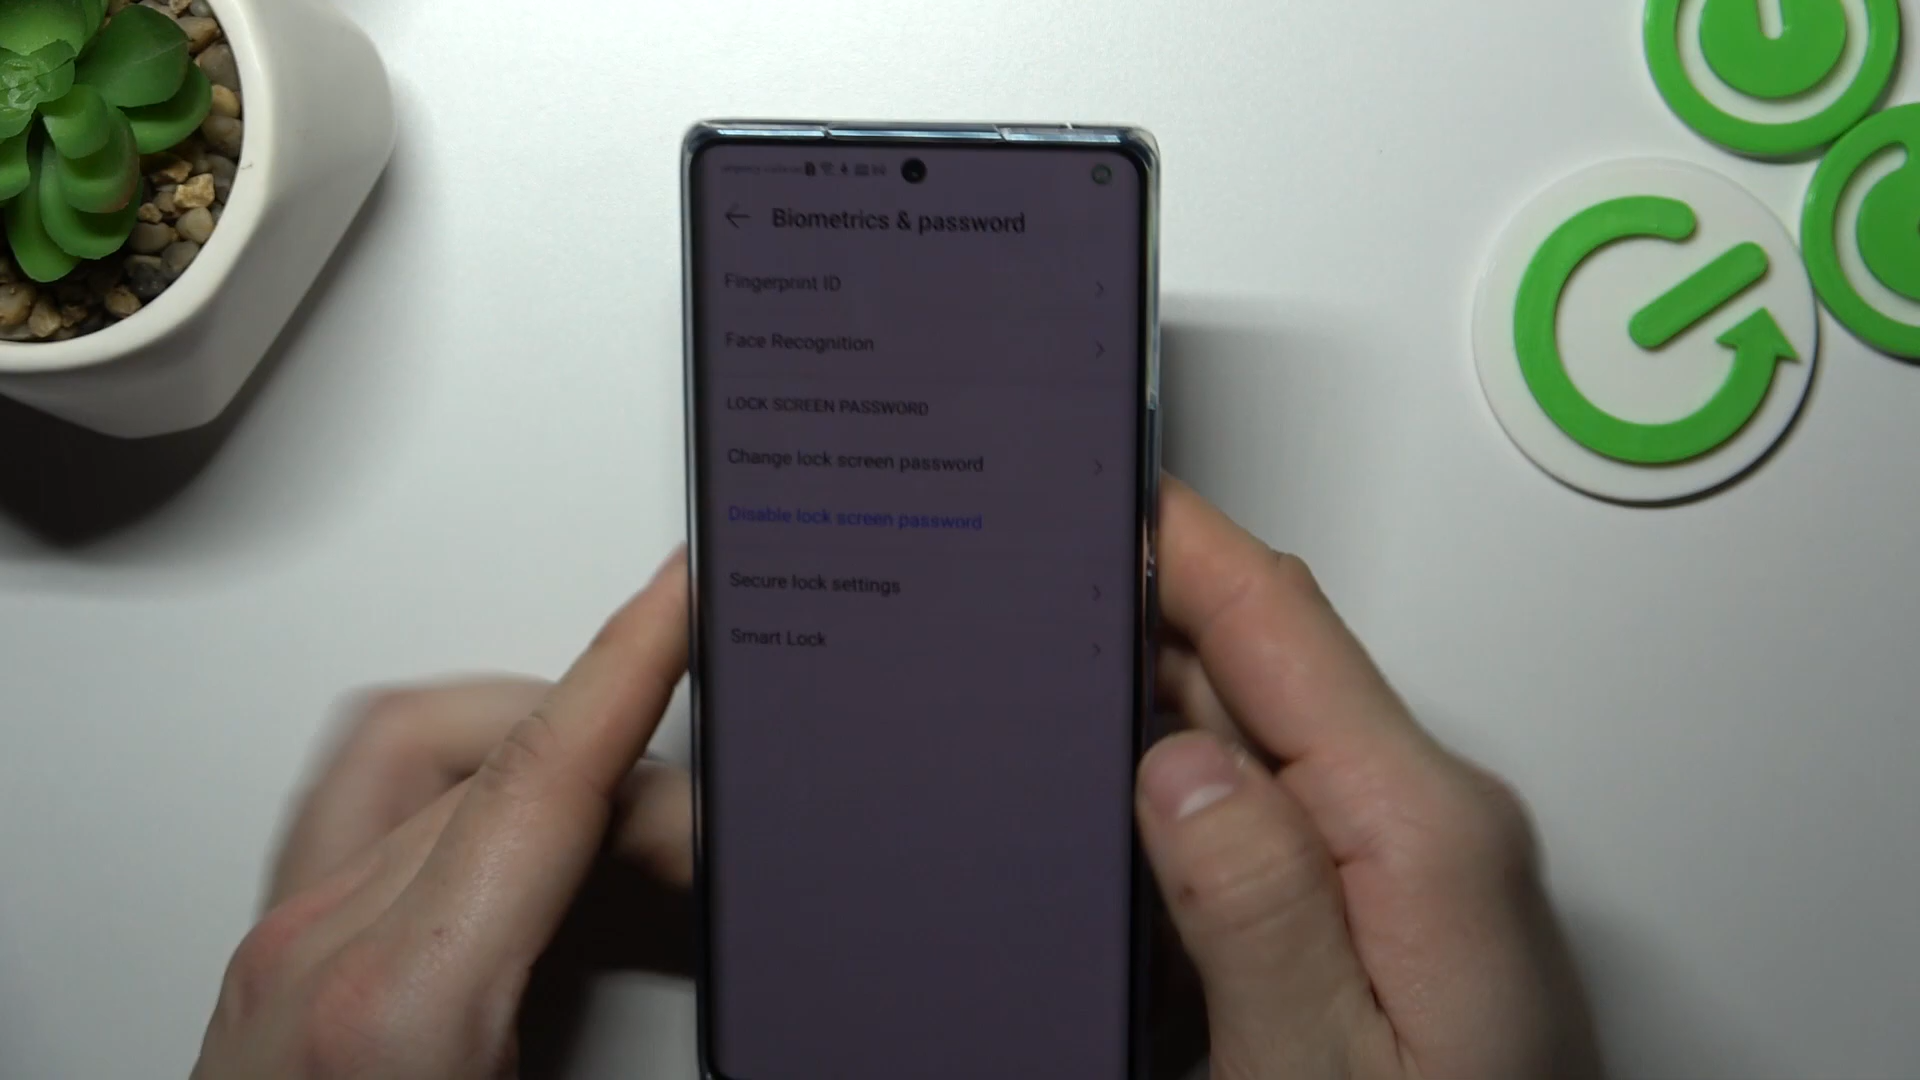 Biometrics & password
Fingerprint ID
Face Recognition
LOCK SCREEN PASSWORD
Change lock screen password
Disable lock screen password
Secure lock settings
Smart Lock